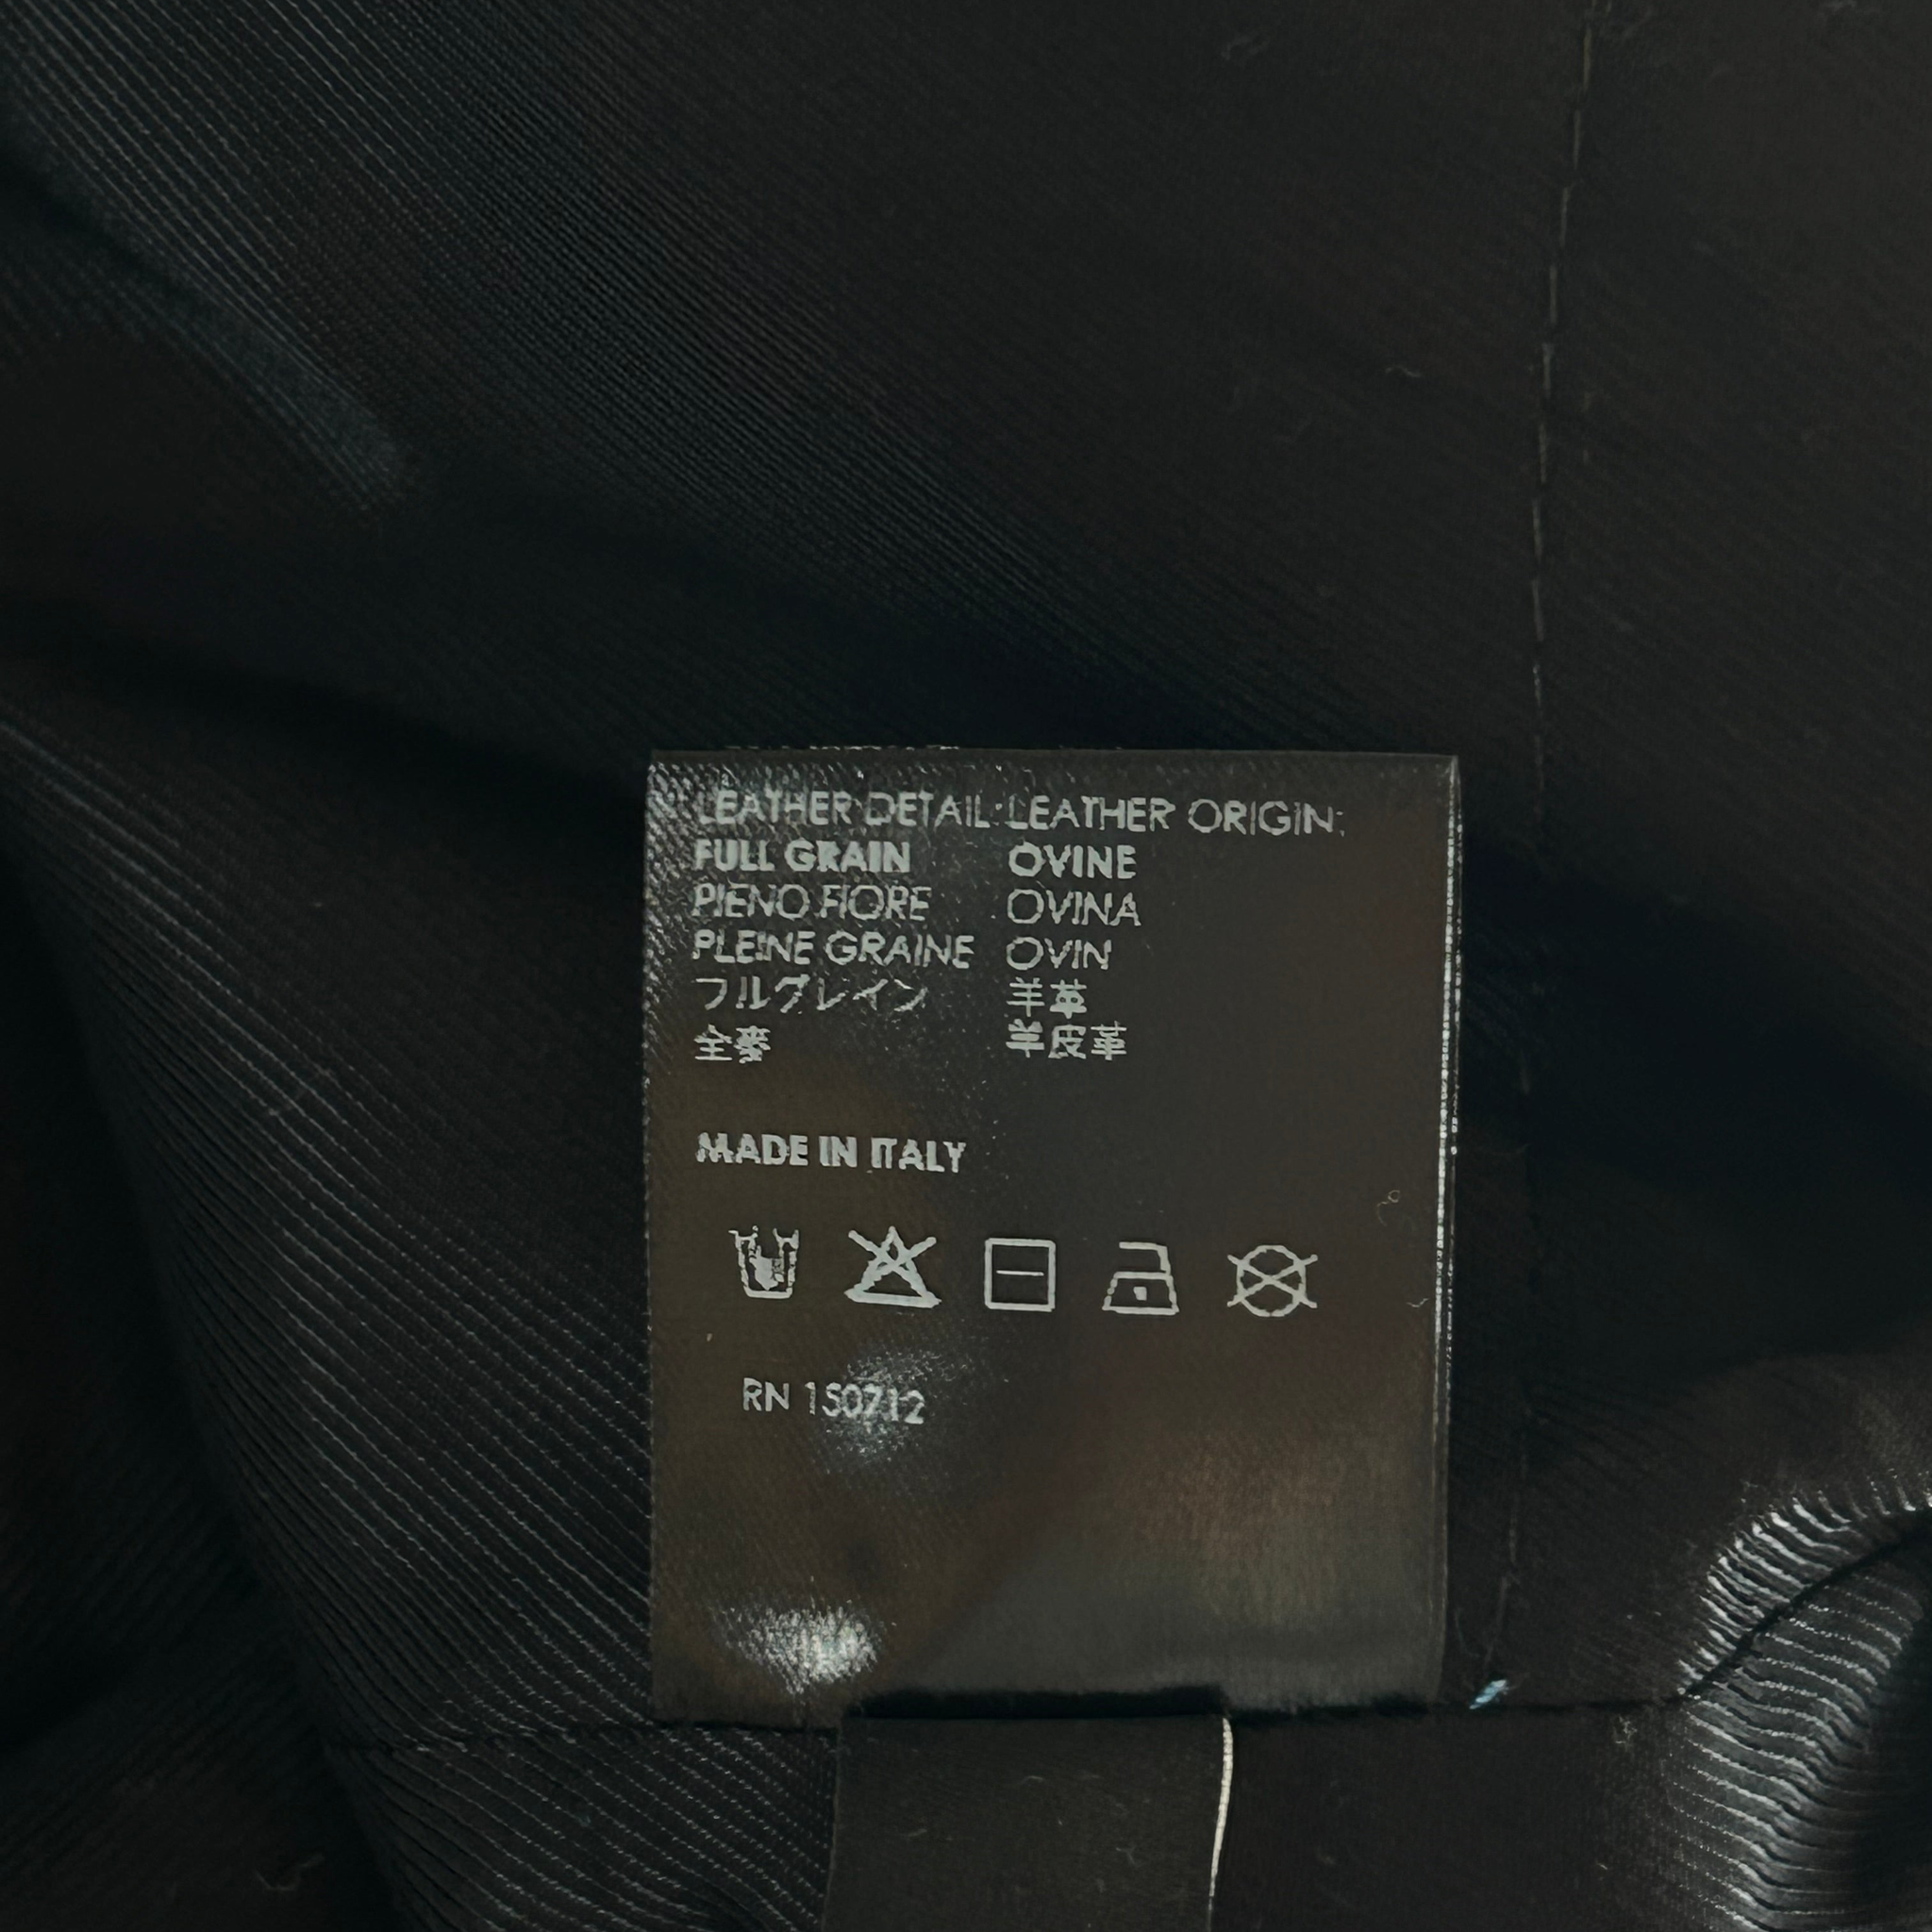 LEATHER DETAIL: LEATHER ORIGIN:
FULL GRAIN OVINE
PIENO FIORE OVINA
PLEINE GRAINE OVIN
フルグレイン 羊革
全麥 羊皮革
MADE IN ITALY
RN 150712